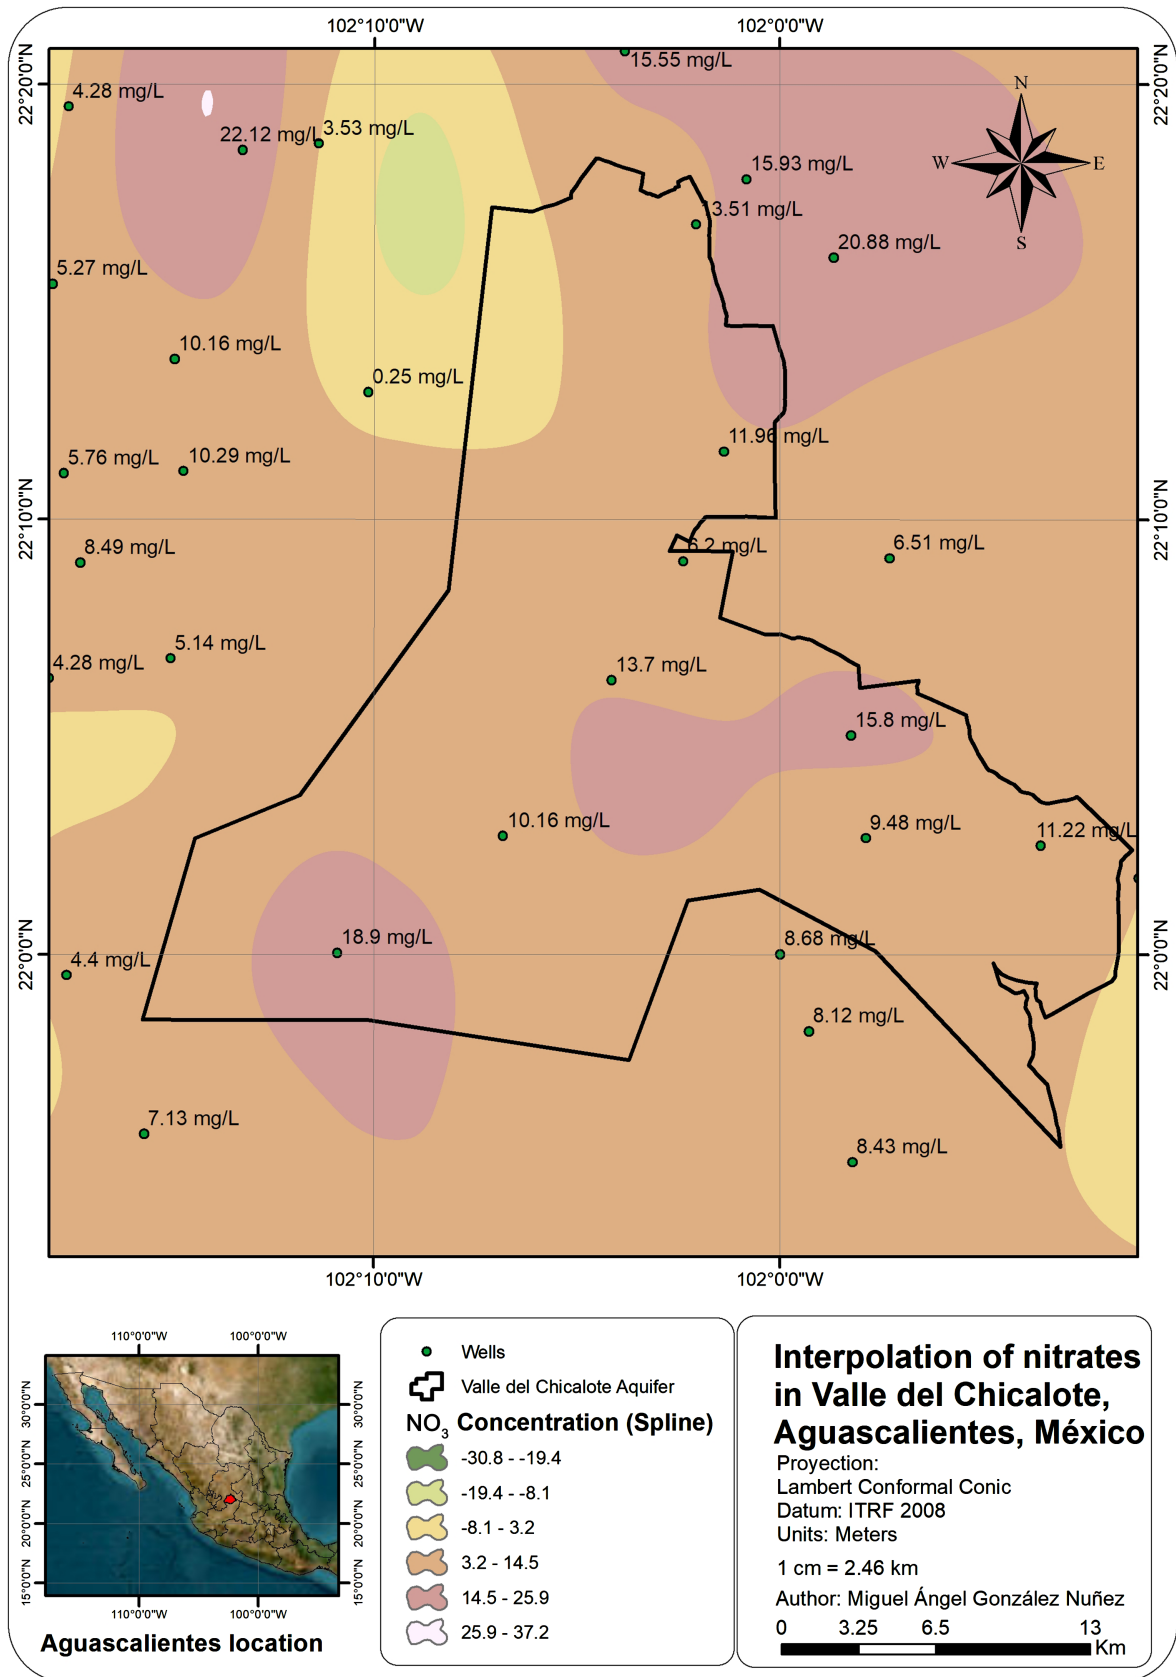 102°10'0"W
102°0'0"W
22°20'0"N
22°20'0"N
15.55 mg/L
4.28 mg/L
N
22.12 mg/L
3.53 mg/L
W
E
15.93 mg/L
S
3.51 mg/L
20.88 mg/L
5.27 mg/L
10.16 mg/L
0.25 mg/L
11.96 mg/L
5.76 mg/L
10.29 mg/L
22°10'0"N
22°10'0"N
8.49 mg/L
6.2 mg/L
6.51 mg/L
5.14 mg/L
4.28 mg/L
13.7 mg/L
15.8 mg/L
10.16 mg/L
9.48 mg/L
11.22 mg/L
18.9 mg/L
8.68 mg/L
22°0'0"N
22°0'0"N
4.4 mg/L
8.12 mg/L
7.13 mg/L
8.43 mg/L
102°10'0"W
102°0'0"W
110°0'0"W
100°0'0"W
30°0'0"N
30°0'0"N
25°0'0"N
25°0'0"N
20°0'0"N
20°0'0"N
15°0'0"N
15°0'0"N
110°0'0"W
100°0'0"W
Aguascalientes location
Wells
Valle del Chicalote Aquifer
NO3 Concentration (Spline)
-30.8 - -19.4
-19.4 - -8.1
-8.1 - 3.2
3.2 - 14.5
14.5 - 25.9
25.9 - 37.2
Interpolation of nitrates
in Valle del Chicalote,
Aguascalientes, México
Proyection:
Lambert Conformal Conic
Datum: ITRF 2008
Units: Meters
1 cm = 2.46 km
Author: Miguel Ángel González Nuñez
0 3.25 6.5 13
Km